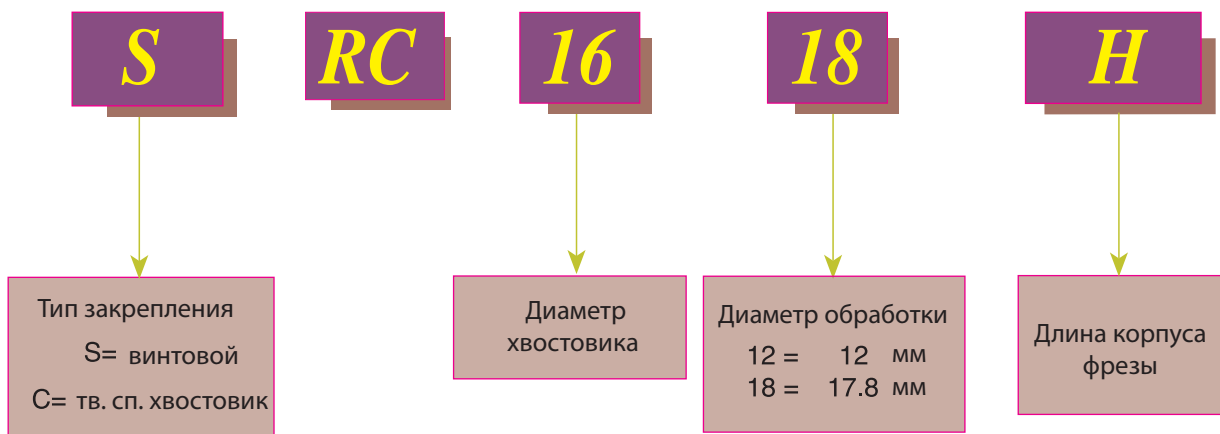 S RC 16 18 H
Тип закрепления
S= винтовой
C= тв. сп. хвостовик
Диаметр
хвостовика
Диаметр обработки
12 = 12 мм
18 = 17.8 мм
Длина корпуса
фрезы